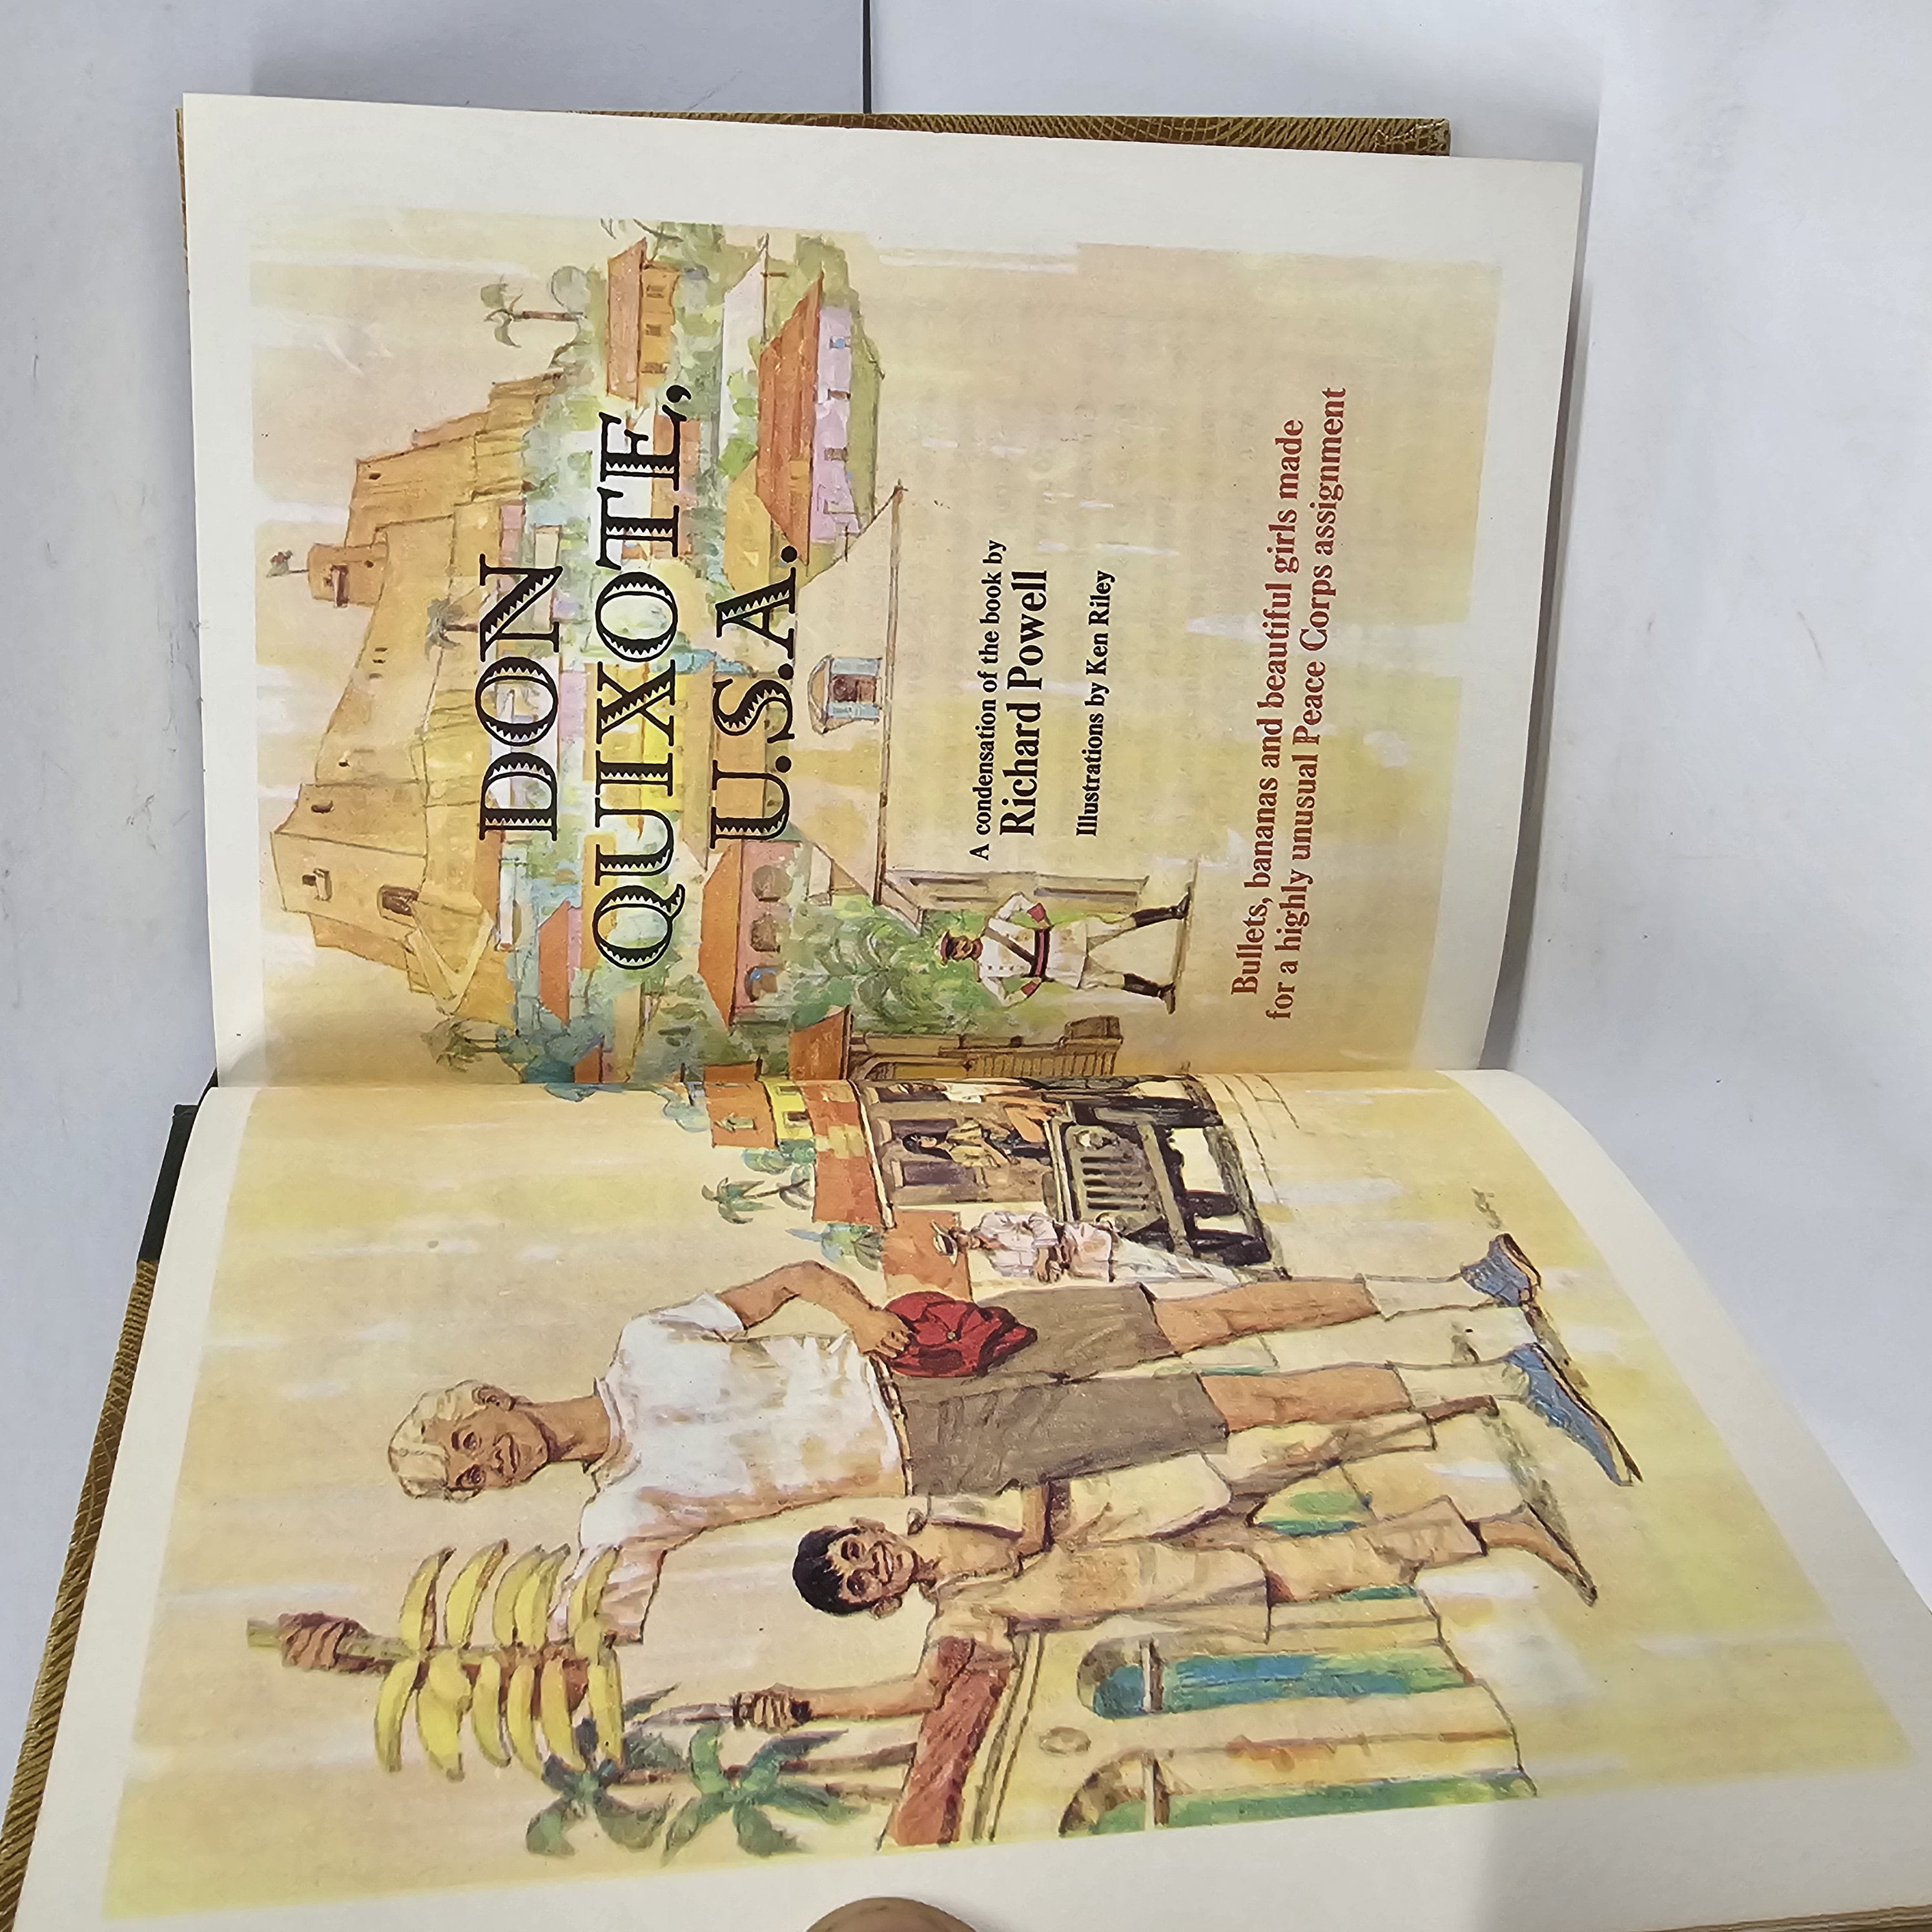 DON
QUIXOTE,
U.S.A.
A condensation of the book by
Richard Powell
Illustrations by Ken Riley
Bullets, bananas and beautiful girls made
for a highly unusual Peace Corps assignment